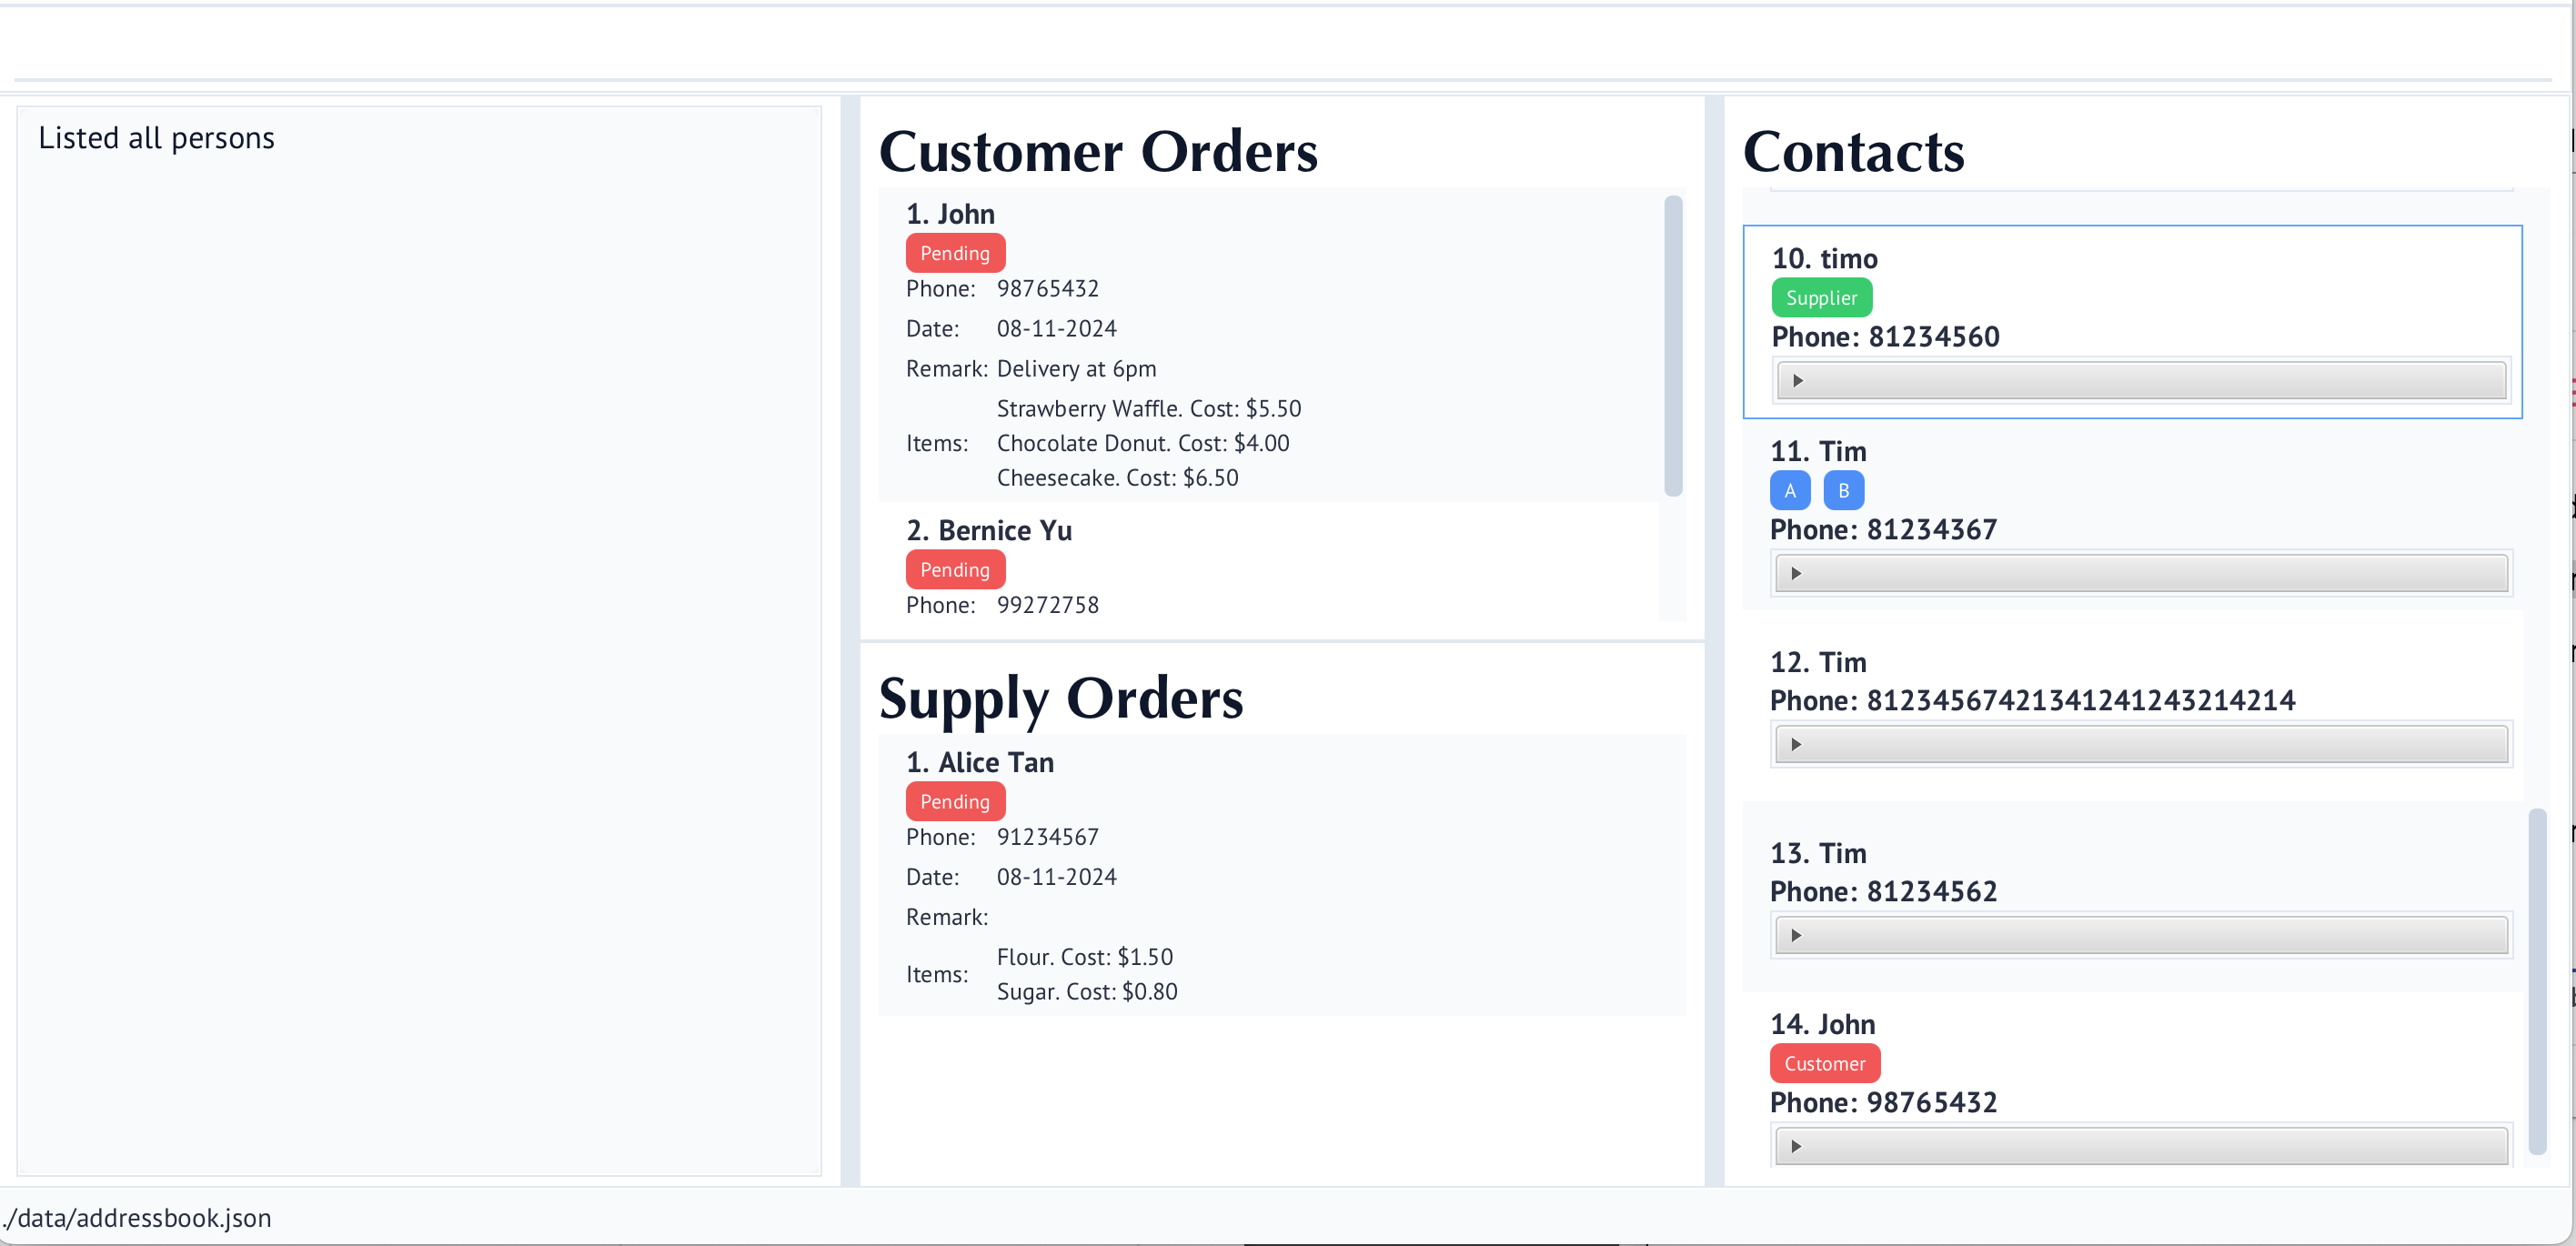 Listed all persons
Customer Orders
1. John
Pending
Phone: 98765432
Date: 08-11-2024
Remark: Delivery at 6pm
Items: Strawberry Waffle. Cost: $5.50
Chocolate Donut. Cost: $4.00
Cheesecake. Cost: $6.50
2. Bernice Yu
Pending
Phone: 99272758
Supply Orders
1. Alice Tan
Pending
Phone: 91234567
Date: 08-11-2024
Remark:
Items: Flour. Cost: $1.50
Sugar. Cost: $0.80
Contacts
10. timo
Supplier
Phone: 81234560
11. Tim
A B
Phone: 81234367
12. Tim
Phone: 81234567421341241243214214
13. Tim
Phone: 81234562
14. John
Customer
Phone: 98765432
./data/addressbook.json